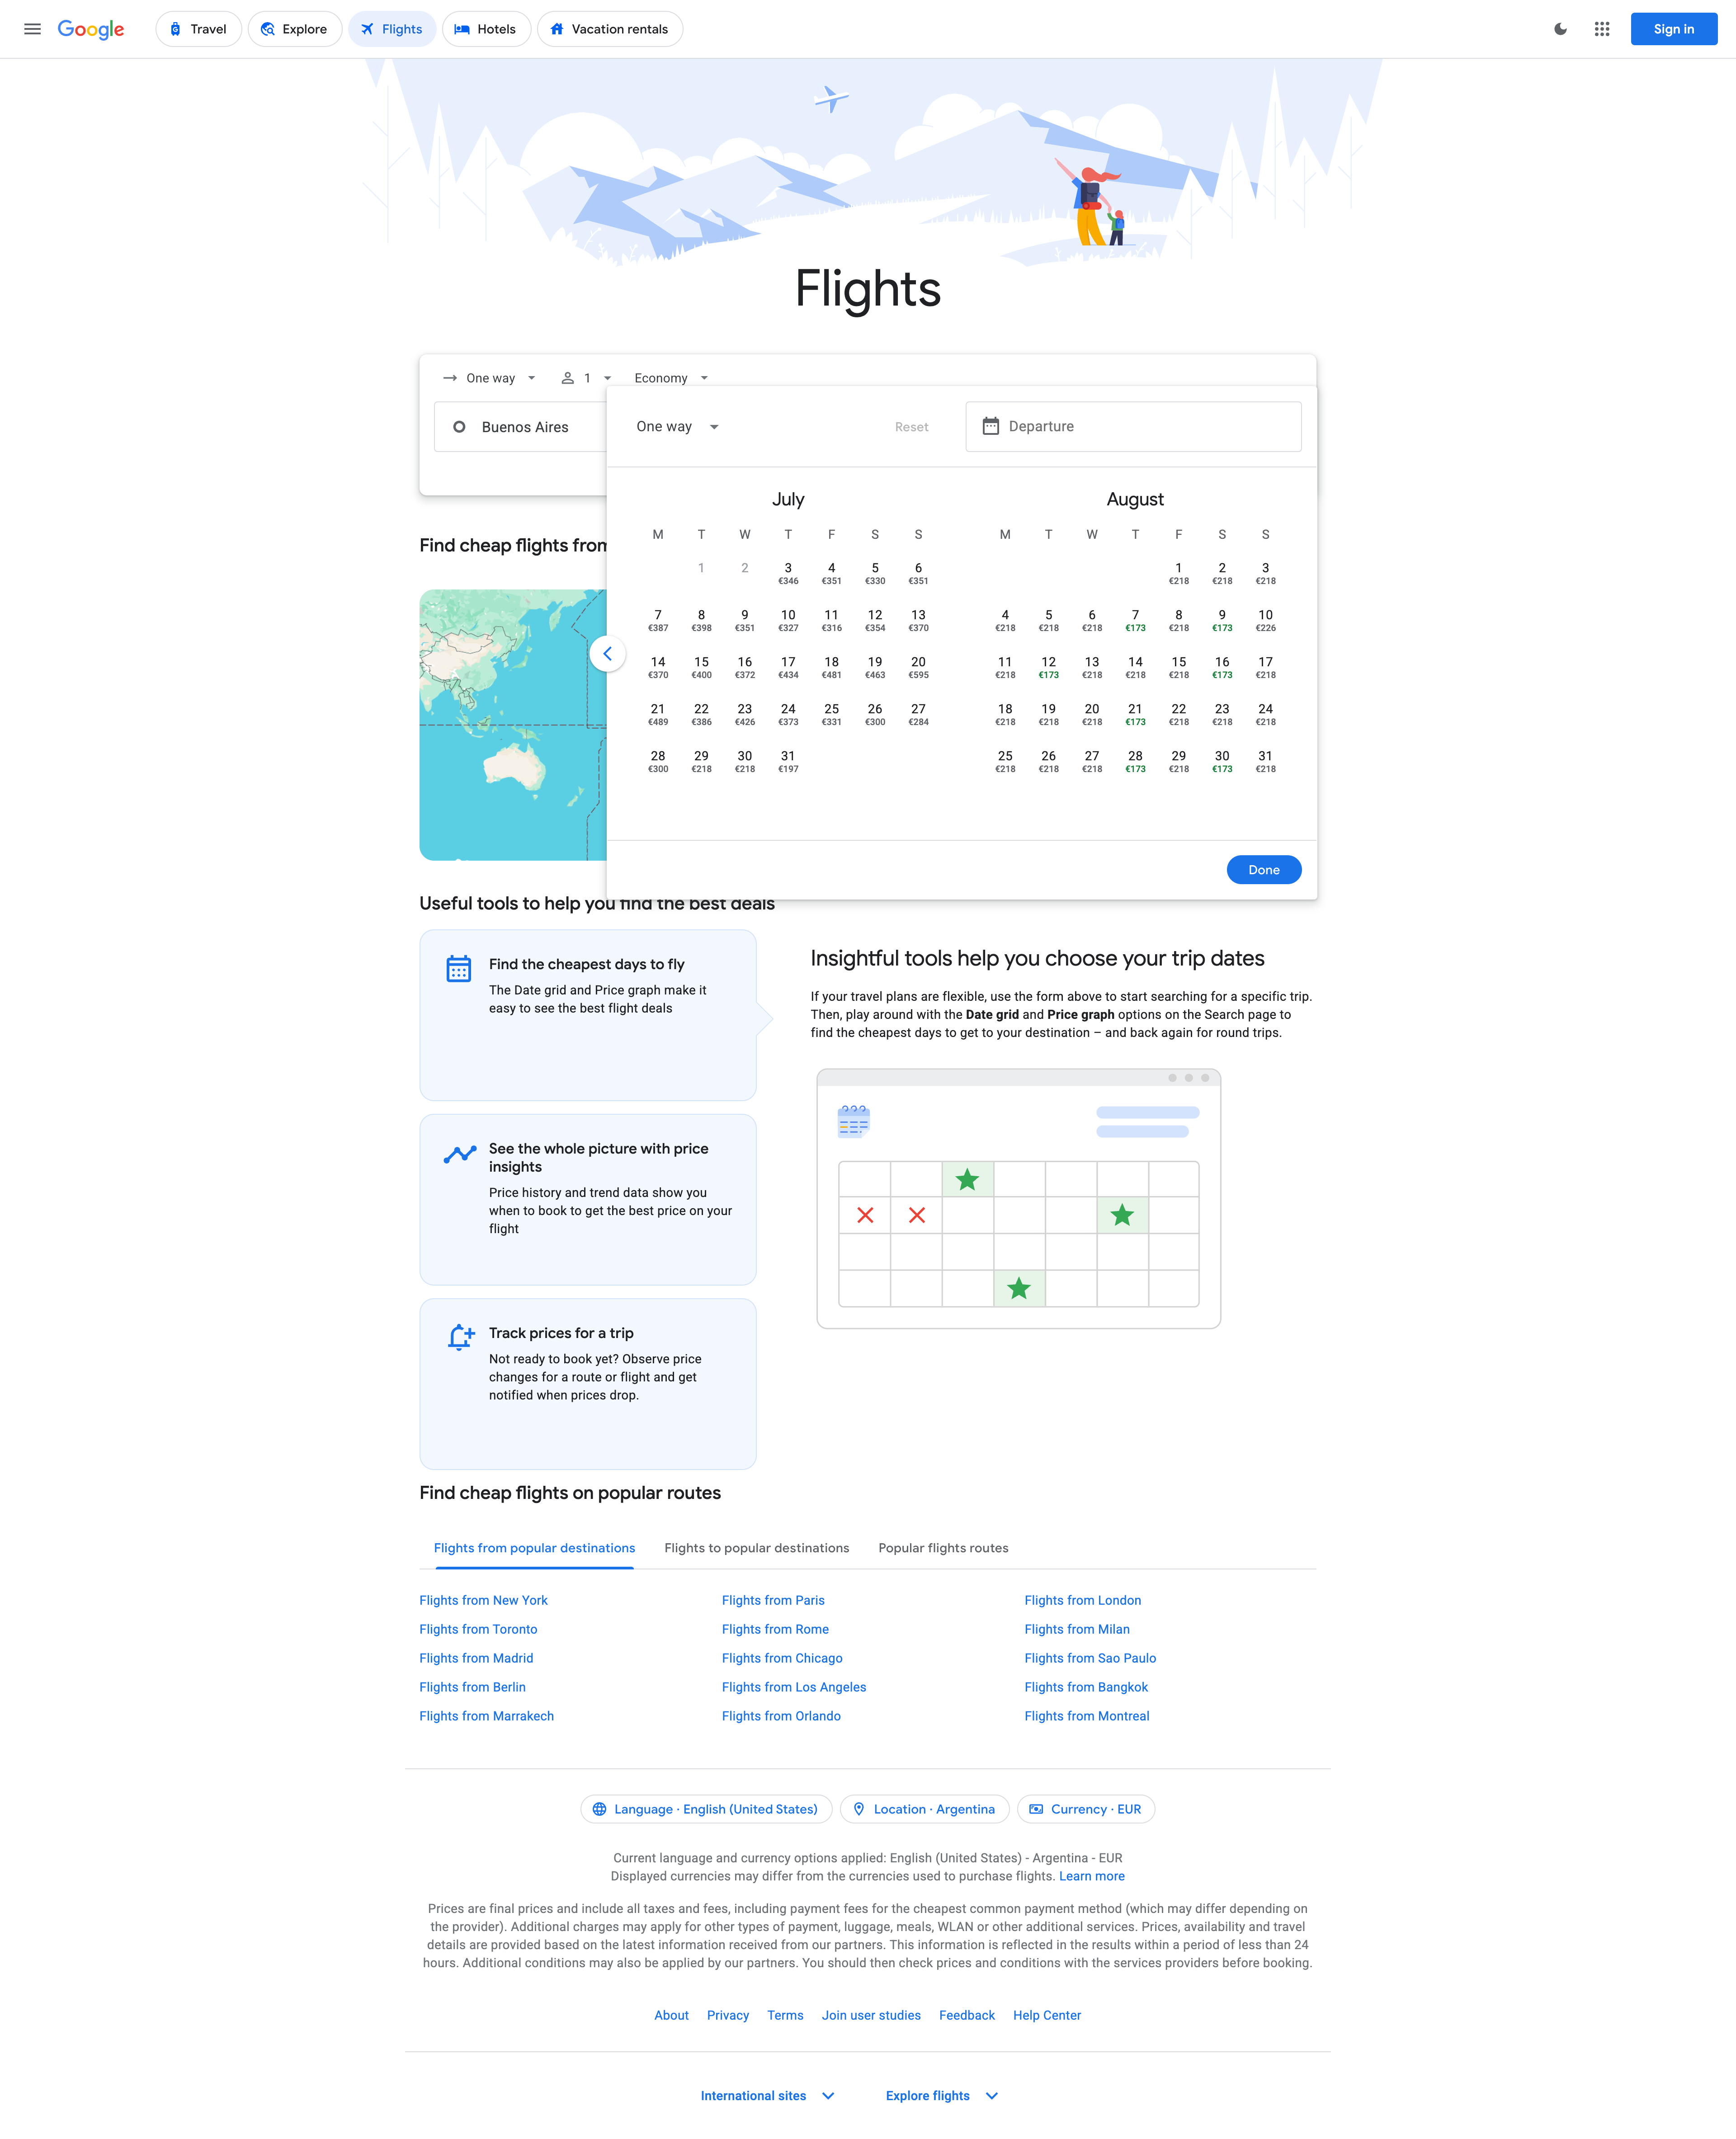 Google
Travel
Explore
Flights
Hotels
Vacation rentals
Sign in
Flights
One way
1
Economy
Buenos Aires
One way
Reset
Departure
July
M T W T F S S
1 2 3 4 5 6
€346 €351 €330 €351
7 8 9 10 11 12 13
€387 €398 €351 €327 €316 €354 €370
14 15 16 17 18 19 20
€370 €400 €372 €434 €481 €463 €595
21 22 23 24 25 26 27
€489 €386 €426 €373 €331 €300 €284
28 29 30 31
€300 €218 €218 €197
August
M T W T F S S
1 2 3
€218 €218 €218
4 5 6 7 8 9 10
€218 €218 €218 €173 €218 €173 €226
11 12 13 14 15 16 17
€218 €173 €218 €218 €218 €173 €218
18 19 20 21 22 23 24
€218 €218 €218 €173 €218 €218 €218
25 26 27 28 29 30 31
€218 €218 €218 €173 €218 €173 €218
Done
Find cheap flights from
Useful tools to help you find the best deals
Find the cheapest days to fly
The Date grid and Price graph make it
easy to see the best flight deals
See the whole picture with price
insights
Price history and trend data show you
when to book to get the best price on your
flight
Track prices for a trip
Not ready to book yet? Observe price
changes for a route or flight and get
notified when prices drop.
Insightful tools help you choose your trip dates
If your travel plans are flexible, use the form above to start searching for a specific trip.
Then, play around with the Date grid and Price graph options on the Search page to
find the cheapest days to get to your destination – and back again for round trips.
Find cheap flights on popular routes
Flights from popular destinations
Flights to popular destinations
Popular flights routes
Flights from New York
Flights from Paris
Flights from London
Flights from Toronto
Flights from Rome
Flights from Milan
Flights from Madrid
Flights from Chicago
Flights from Sao Paulo
Flights from Berlin
Flights from Los Angeles
Flights from Bangkok
Flights from Marrakech
Flights from Orlando
Flights from Montreal
Language · English (United States)
Location · Argentina
Currency · EUR
Current language and currency options applied: English (United States) - Argentina - EUR
Displayed currencies may differ from the currencies used to purchase flights. Learn more
Prices are final prices and include all taxes and fees, including payment fees for the cheapest common payment method (which may differ depending on
the provider). Additional charges may apply for other types of payment, luggage, meals, WLAN or other additional services. Prices, availability and travel
details are provided based on the latest information received from our partners. This information is reflected in the results within a period of less than 24
hours. Additional conditions may also be applied by our partners. You should then check prices and conditions with the services providers before booking.
About
Privacy
Terms
Join user studies
Feedback
Help Center
International sites
Explore flights